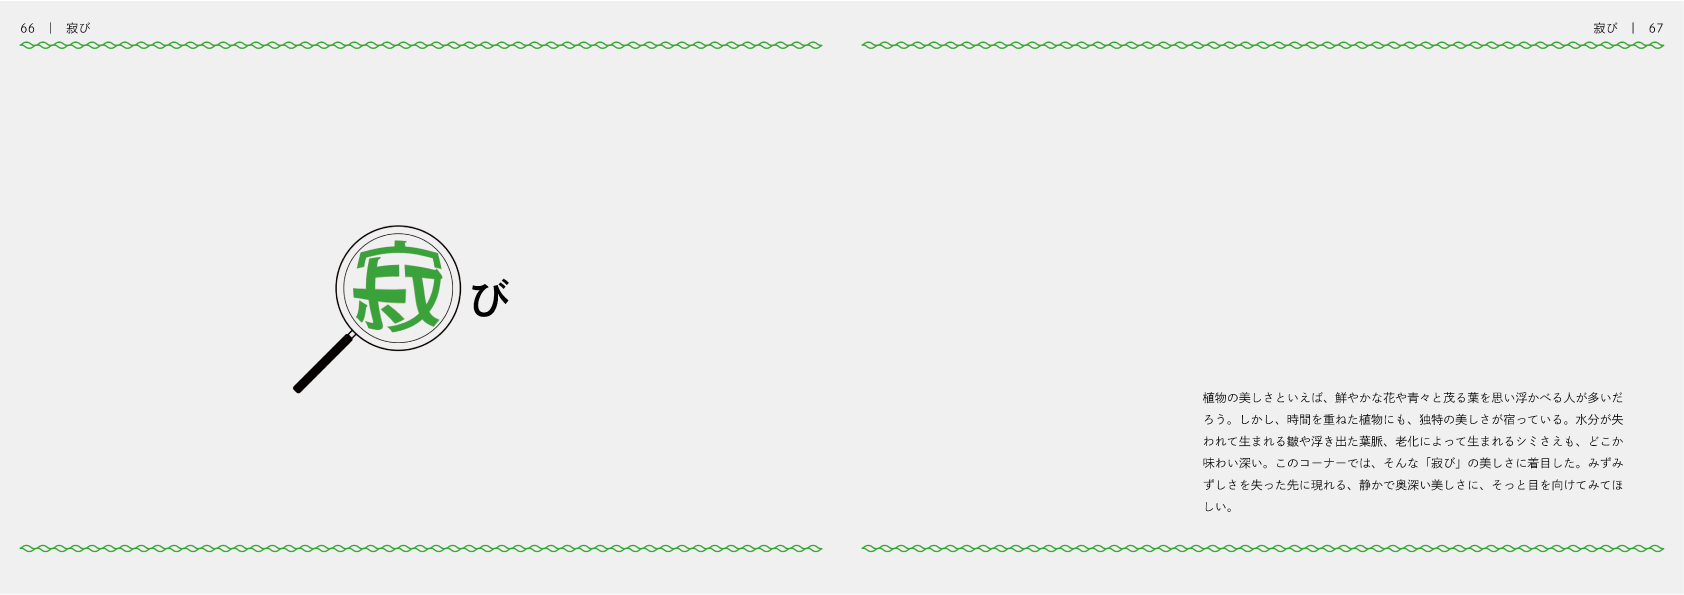 66 | 寂び
寂び | 67
寂び
植物の美しさといえば、鮮やかな花や青々と茂る葉を思い浮かべる人が多いだ
ろう。しかし、時間を重ねた植物にも、独特の美しさが宿っている。水分が失
われて生まれる皺や浮き出た葉脈、老化によって生まれるシミさえも、どこか
味わい深い。このコーナーでは、そんな「寂び」の美しさに着目した。みずみ
ずしさを失った先に現れる、静かで奥深い美しさに、そっと目を向けてみてほ
しい。